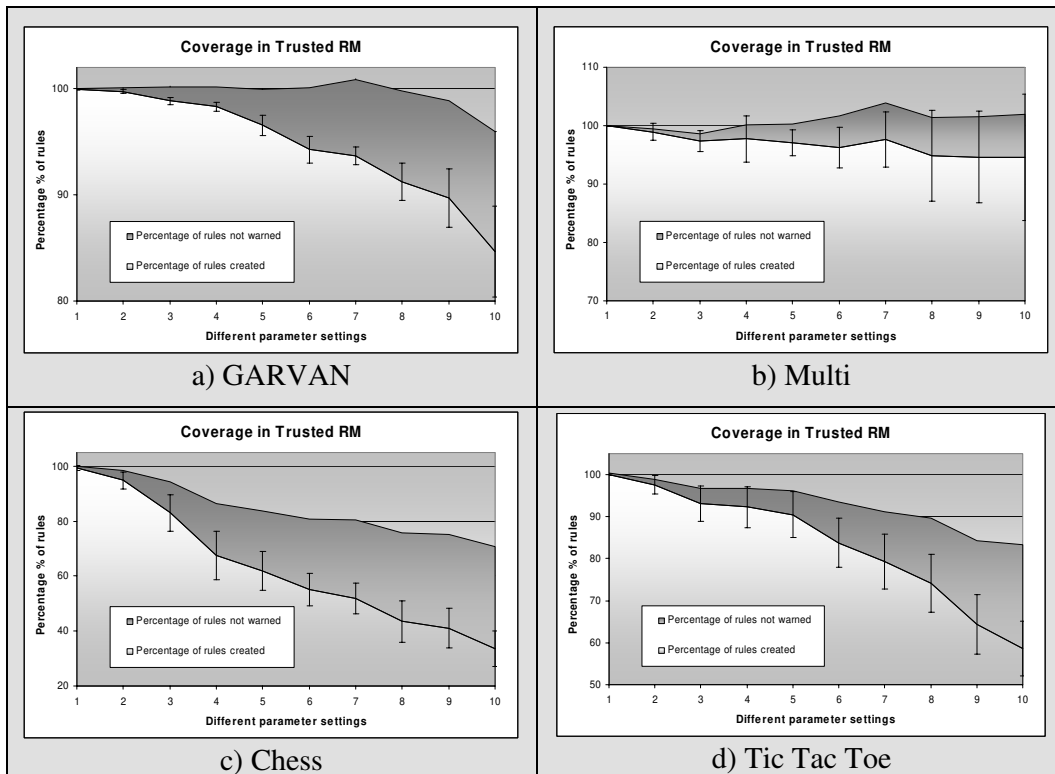 Coverage in Trusted RM
Percentage % of rules
100
90
80
Percentage of rules not warned
Percentage of rules created
1 2 3 4 5 6 7 8 9 10
Different parameter settings
a) GARVAN
Coverage in Trusted RM
Percentage % of rules
110
100
90
80
70
Percentage of rules not warned
Percentage of rules created
1 2 3 4 5 6 7 8 9 10
Different parameter settings
b) Multi
Coverage in Trusted RM
Percentage % of rules
100
80
60
40
20
Percentage of rules not warned
Percentage of rules created
1 2 3 4 5 6 7 8 9 10
Different parameter settings
c) Chess
Coverage in Trusted RM
Percentage % of rules
100
90
80
70
60
50
Percentage of rules not warned
Percentage of rules created
1 2 3 4 5 6 7 8 9 10
Different parameter settings
d) Tic Tac Toe